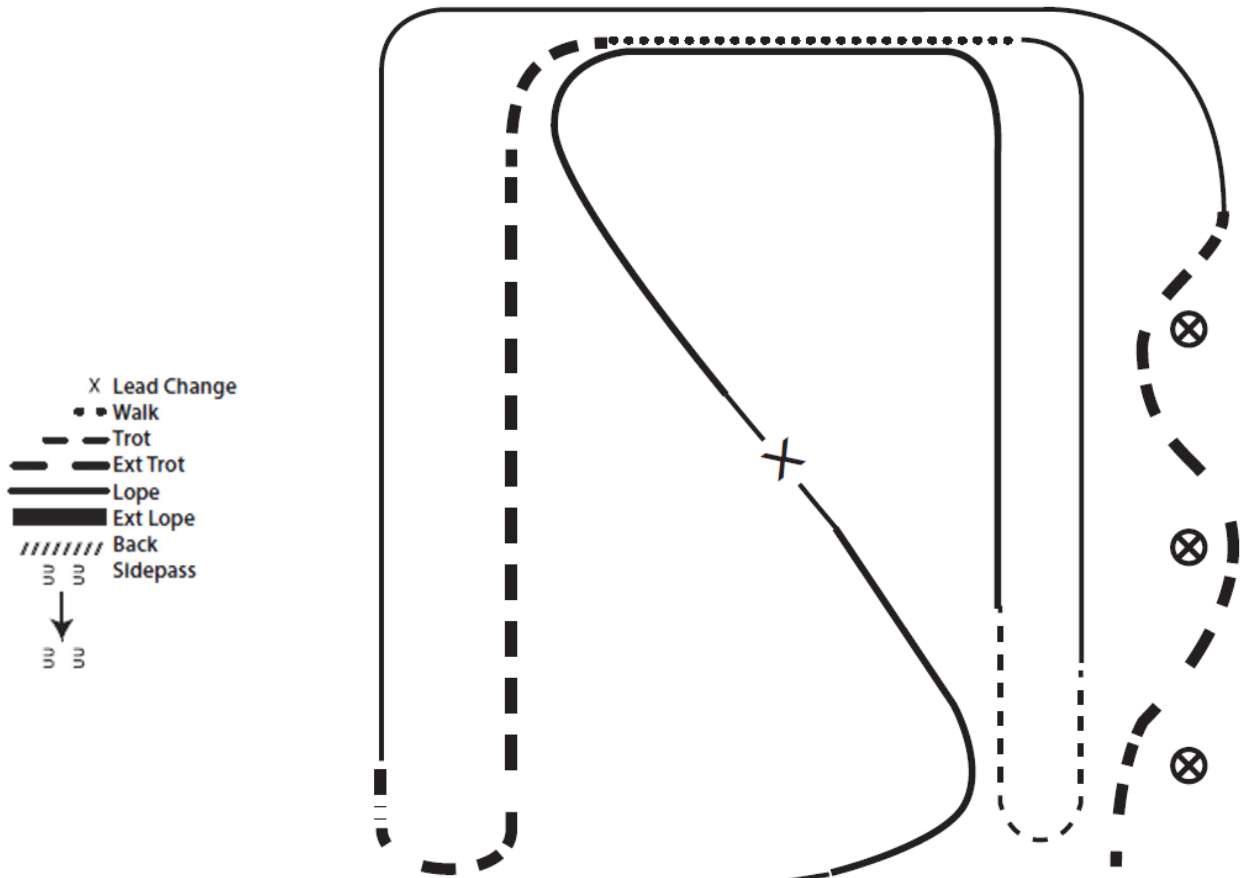 X Lead Change
Walk
Trot
Ext Trot
Lope
Ext Lope
Back
Sidepass